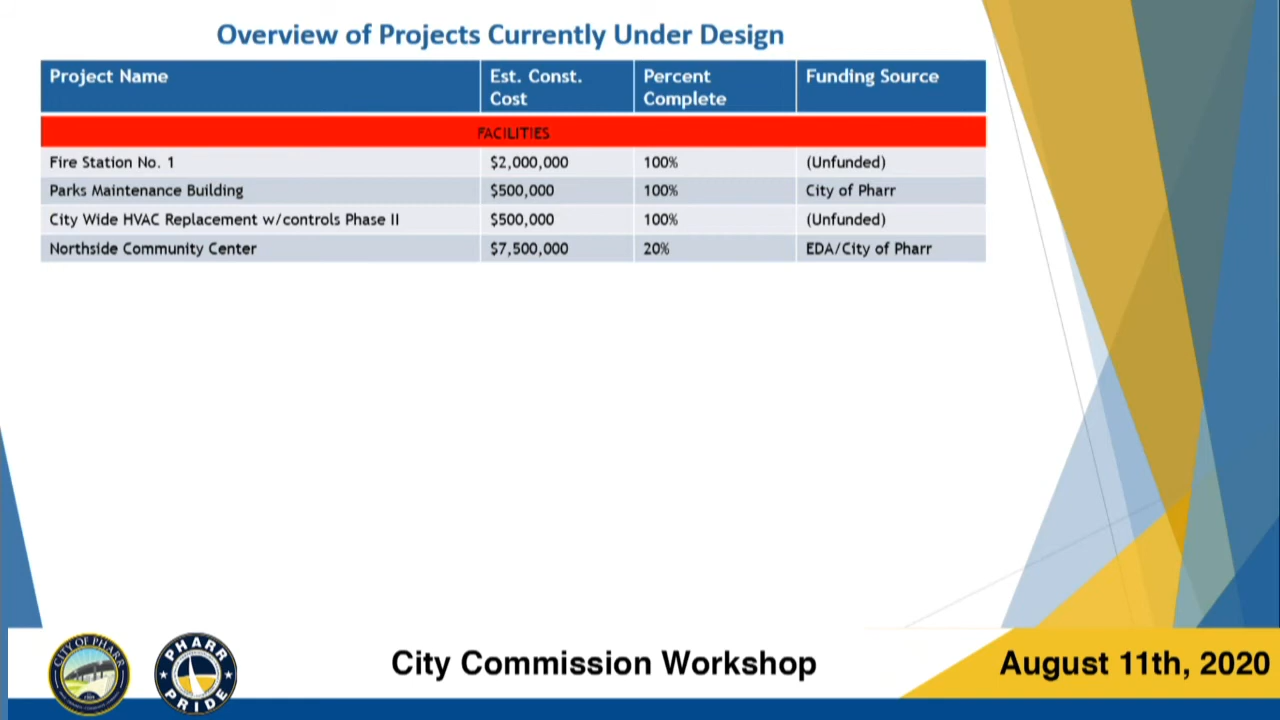 Overview of Projects Currently Under Design
Project Name Est. Const. Cost Percent Complete Funding Source
FACILITIES
Fire Station No. 1 $2,000,000 100% (Unfunded)
Parks Maintenance Building $500,000 100% City of Pharr
City Wide HVAC Replacement w/controls Phase II $500,000 100% (Unfunded)
Northside Community Center $7,500,000 20% EDA/City of Pharr
CITY OF PHARR
PHARR PRIDE
City Commission Workshop
August 11th, 2020